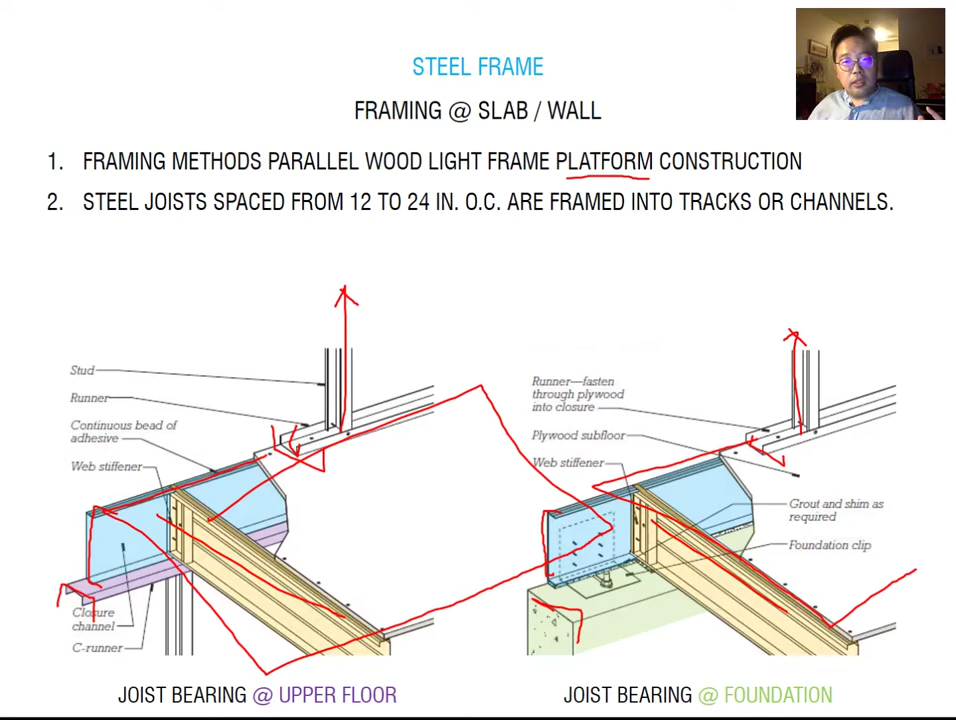 STEEL FRAME
FRAMING @ SLAB / WALL
1. FRAMING METHODS PARALLEL WOOD LIGHT FRAME PLATFORM CONSTRUCTION
2. STEEL JOISTS SPACED FROM 12 TO 24 IN. O.C. ARE FRAMED INTO TRACKS OR CHANNELS.
Stud
Runner
Continuous bead of
adhesive
Web stiffener
Closure
channel
C-runner
JOIST BEARING @ UPPER FLOOR
Runner—fasten
through plywood
into closure
Plywood subfloor
Web stiffener
Grout and shim as
required
Foundation clip
JOIST BEARING @ FOUNDATION